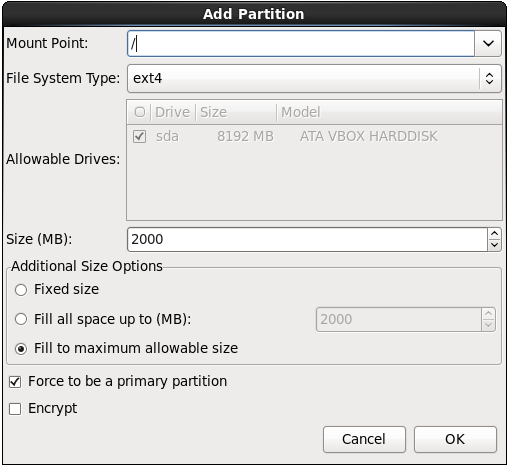 Add Partition
Mount Point: /
File System Type: ext4
Drive Size Model
sda 8192 MB ATA VBOX HARDDISK
Allowable Drives:
Size (MB): 2000
Additional Size Options
Fixed size
Fill all space up to (MB): 2000
Fill to maximum allowable size
Force to be a primary partition
Encrypt
Cancel OK